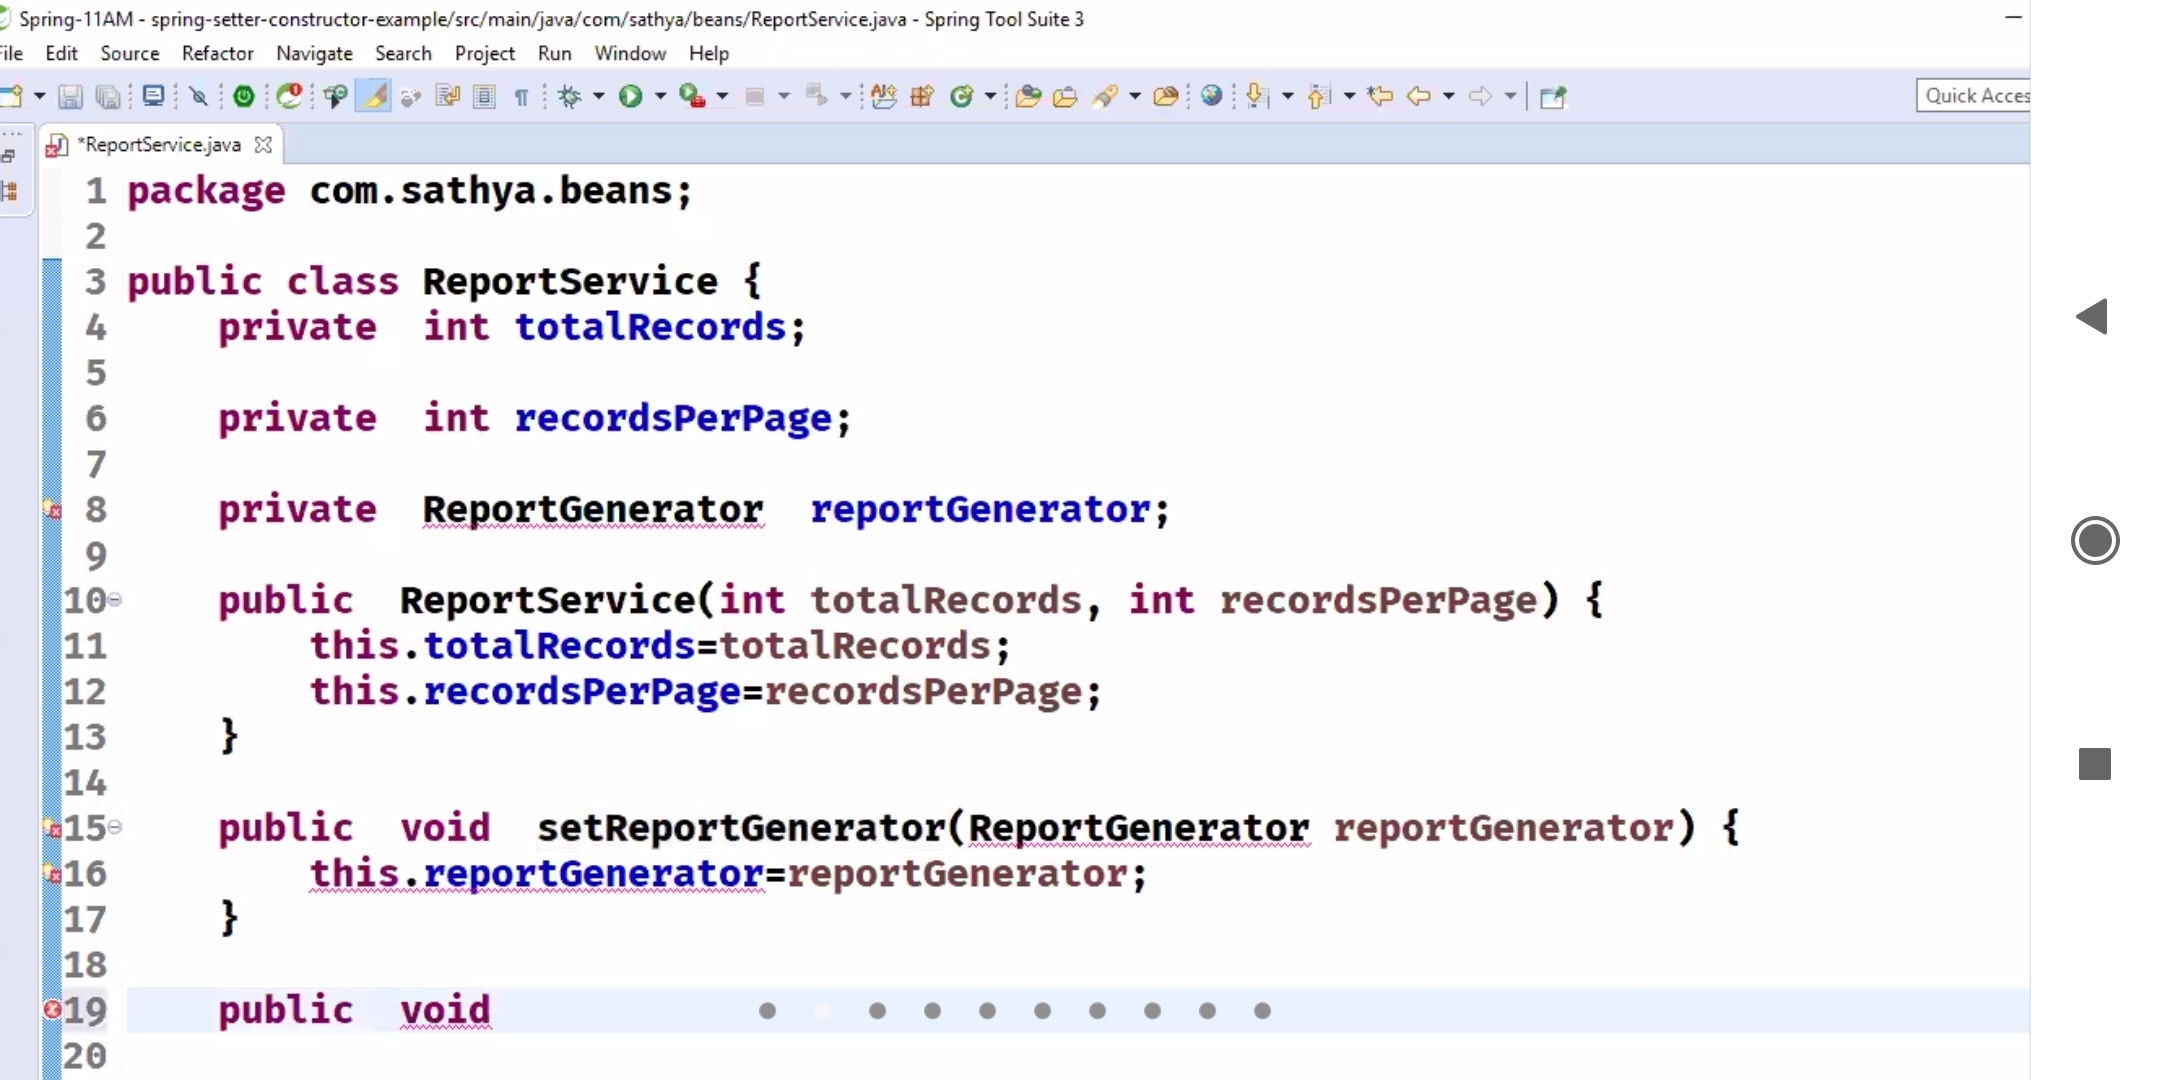 Spring-11AM - spring-setter-constructor-example/src/main/java/com/sathya/beans/ReportService.java - Spring Tool Suite 3
Edit Source Refactor Navigate Search Project Run Window Help
Quick
*ReportService.java
1 package com.sathya.beans;
2
3 public class ReportService {
4 private int totalRecords;
5
6 private int recordsPerPage;
7
8 private ReportGenerator reportGenerator;
9
10 public ReportService(int totalRecords, int recordsPerPage) {
11 this.totalRecords=totalRecords;
12 this.recordsPerPage=recordsPerPage;
13 }
14
15 public void setReportGenerator(ReportGenerator reportGenerator) {
16 this.reportGenerator=reportGenerator;
17 }
18
19 public void
20